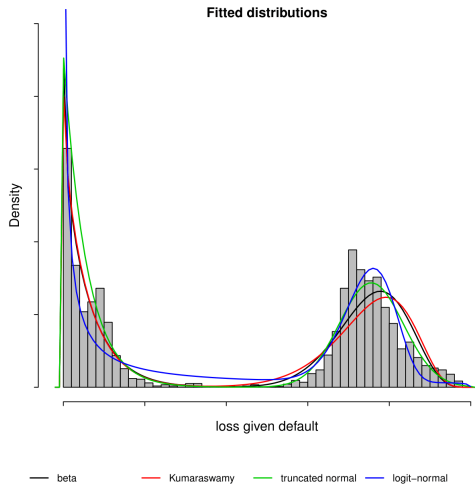 Fitted distributions
Density
loss given default
beta Kumaraswamy truncated normal logit-normal